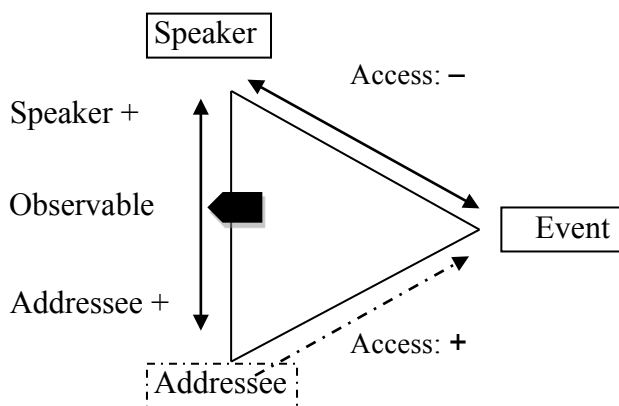 Speaker
Access: –
Speaker +
Observable
Event
Addressee +
Access: +
Addressee